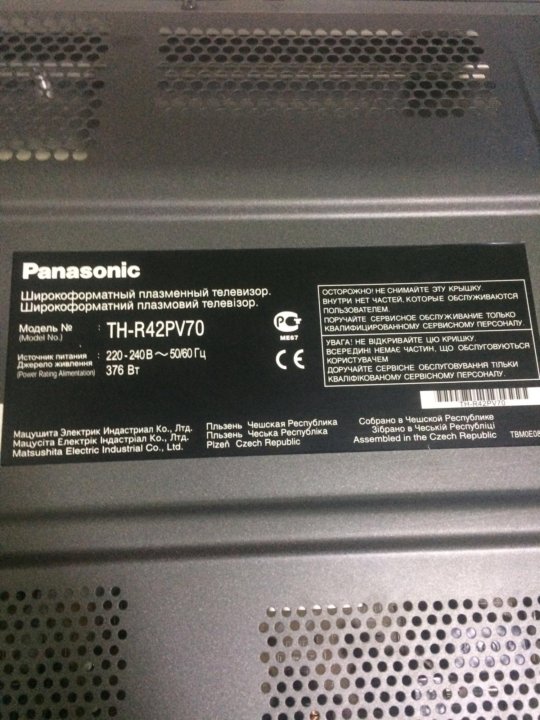 Panasonic
Широкоформатный плазменный телевизор.
Широкоформатний плазмовий телевізор.
Модель №
(Model No.)
TH-R42PV70
Источник питания
Джерело живлення
(Power Rating Alimentation)
220 - 240 В ~ 50/60 Гц
376 Вт
РС
МЕ67
CE
ОСТОРОЖНО! НЕ СНИМАЙТЕ ЭТУ КРЫШКУ.
ВНУТРИ НЕТ ЧАСТЕЙ, КОТОРЫЕ ОБСЛУЖИВАЮТСЯ
ПОЛЬЗОВАТЕЛЕМ.
ПОРУЧАЙТЕ СЕРВИСНОЕ ОБСЛУЖИВАНИЕ ТОЛЬКО
КВАЛИФИЦИРОВАННОМУ СЕРВИСНОМУ ПЕРСОНАЛУ.
УВАГА! НЕ ВІДКРИВАЙТЕ ЦЮ КРИШКУ.
ВСЕРЕДИНІ НЕМАЄ ЧАСТИН, ЩО ОБСЛУГОВУЮТЬСЯ
КОРИСТУВАЧЕМ.
ДОРУЧАЙТЕ СЕРВІСНЕ ОБСЛУГОВУВАННЯ ТІЛЬКИ
КВАЛІФІКОВАНОМУ СЕРВІСНОМУ ПЕРСОНАЛУ.
TH-R42PV70
Мацушита Электрик Индастриал Ко., Лтд.
Мацусіта Електрік Індастріал Ко., Лтд.
Matsushita Electric Industrial Co., Ltd.
Пльзень Чешская Республика
Пльзень Чеська Республіка
Plzeň Czech Republic
Собрано в Чешской Республике
Зібрано в Чеській Республіці
Assembled in the Czech Republic
TBM0E08